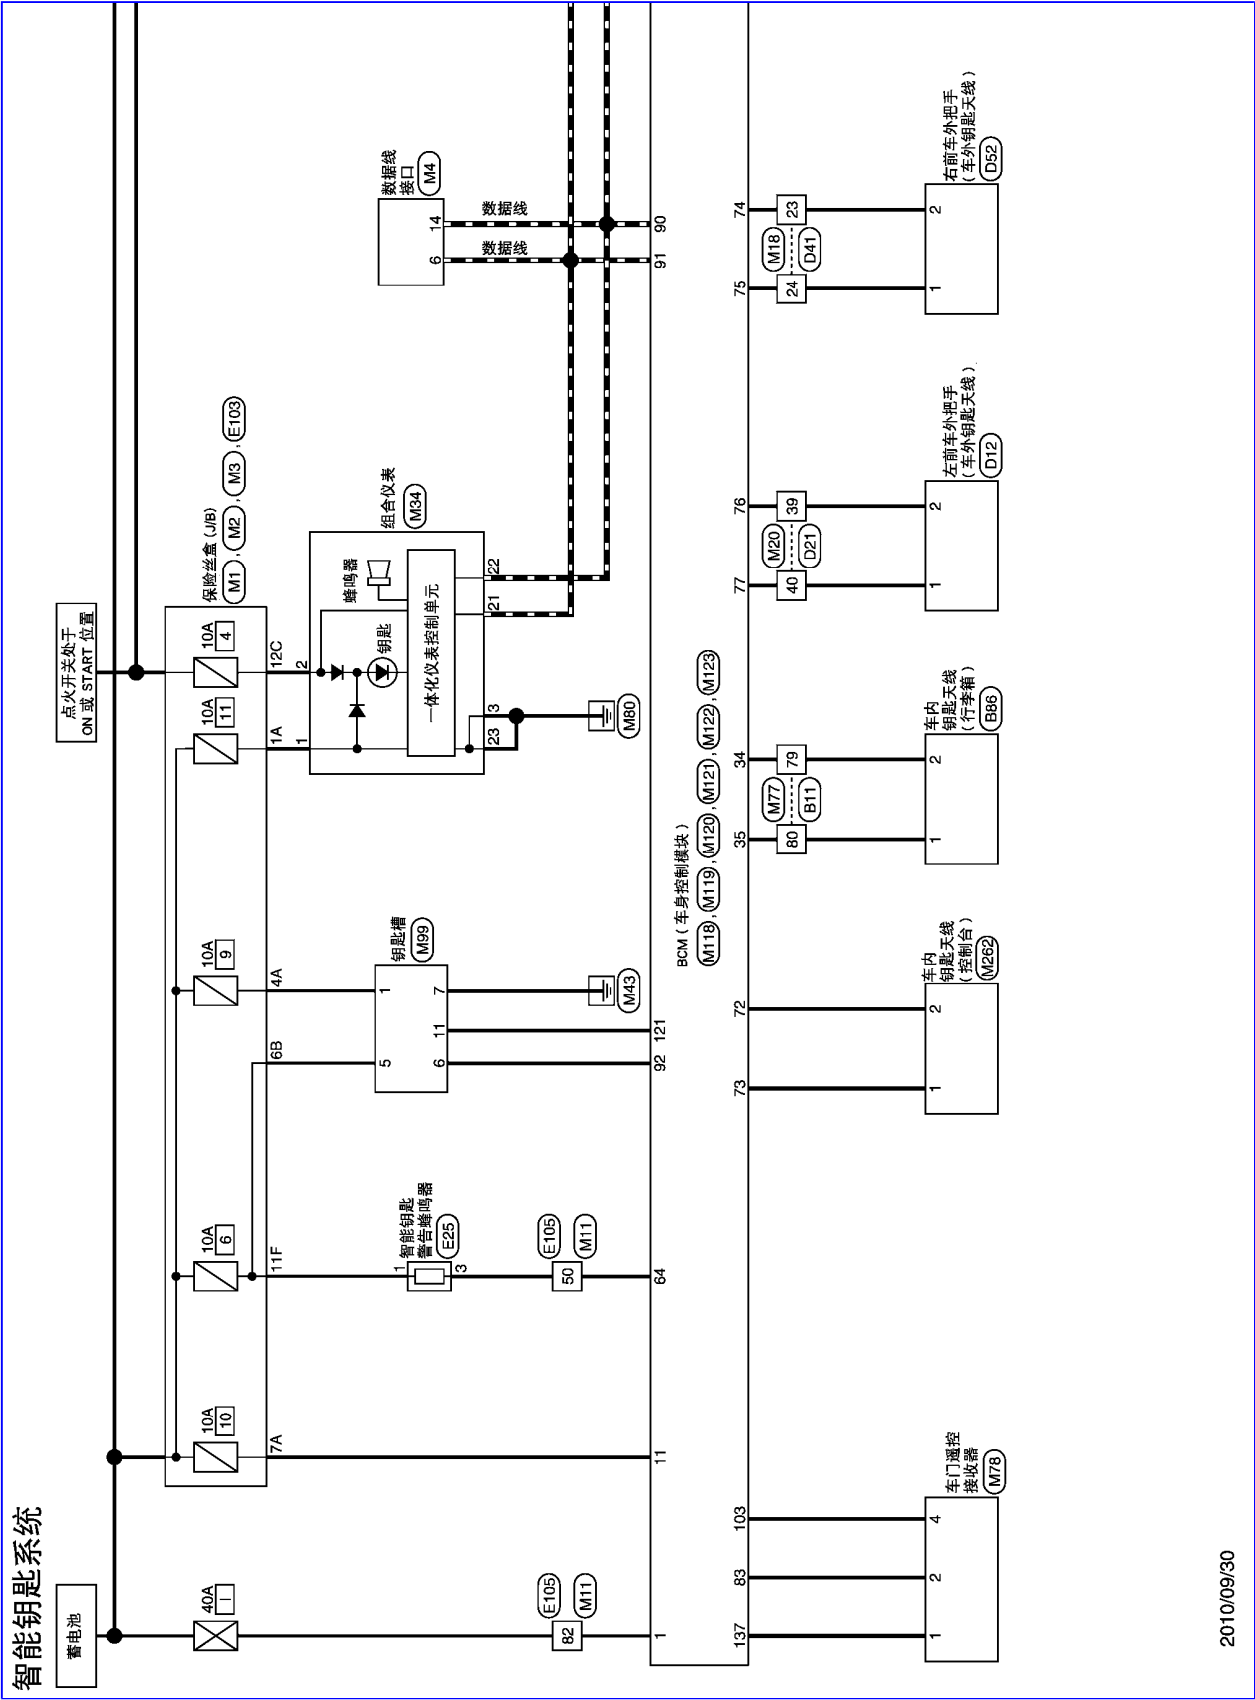 智能钥匙系统
蓄电池
点火开关处于
ON 或 START 位置
40A
I
10A
10
10A
6
10A
9
10A
11
10A
4
保险丝盒 (J/B)
M1 , M2 , M3 , E103
7A
11F
6B
4A
1A
12C
智能钥匙
警告蜂鸣器
E25
1
3
钥匙槽
M99
5
1
6
11
7
M43
组合仪表
M34
1
2
蜂鸣器
钥匙
一体化仪表控制单元
23
3
21
22
M80
数据线
接口
M4
6
14
数据线
数据线
E105
82
M11
E105
50
M11
1
11
64
92
121
91
90
BCM ( 车身控制模块 )
M118 , M119 , M120 , M121 , M122 , M123
137
83
103
73
72
35
34
77
76
75
74
M77
80
79
B11
M20
40
39
D21
M18
24
23
D41
1
2
4
车门遥控
接收器
M78
1
2
车内
钥匙天线
( 控制台 )
M262
1
2
车内
钥匙天线
( 行李箱 )
B86
1
2
左前车外把手
( 车外钥匙天线 )
D12
1
2
右前车外把手
( 车外钥匙天线 )
D52
2010/09/30